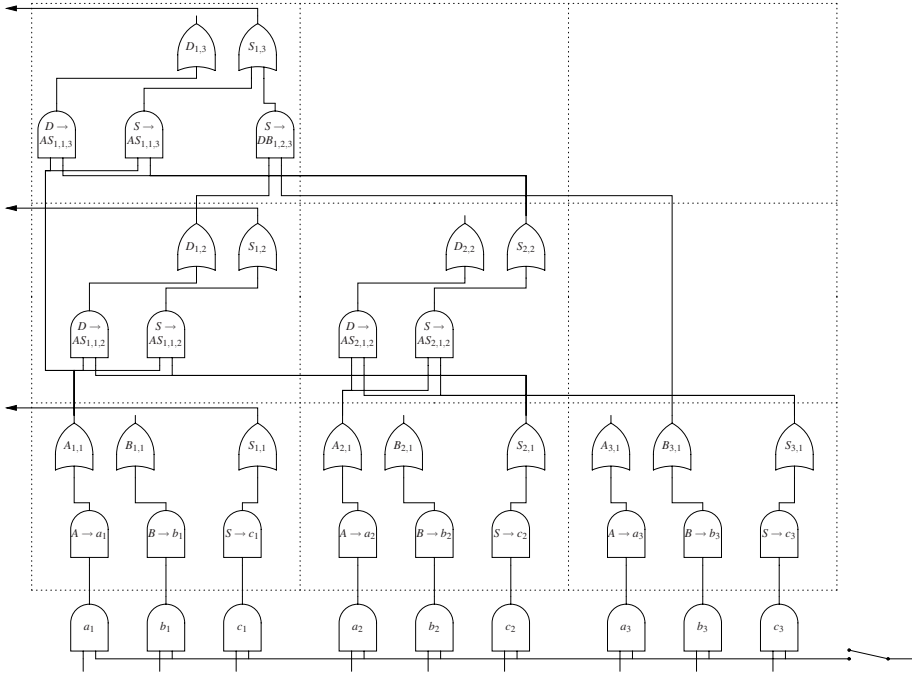 D₁,₃ S₁,₃
D → AS₁,₁,₃ S → AS₁,₁,₃ S → DB₁,₂,₃
D₁,₂ S₁,₂ D₂,₂ S₂,₂
D → AS₁,₁,₂ S → AS₁,₁,₂ D → AS₂,₁,₂ S → AS₂,₁,₂
A₁,₁ B₁,₁ S₁,₁ A₂,₁ B₂,₁ S₂,₁ A₃,₁ B₃,₁ S₃,₁
A → a₁ B → b₁ S → c₁ A → a₂ B → b₂ S → c₂ A → a₃ B → b₃ S → c₃
a₁ b₁ c₁ a₂ b₂ c₂ a₃ b₃ c₃